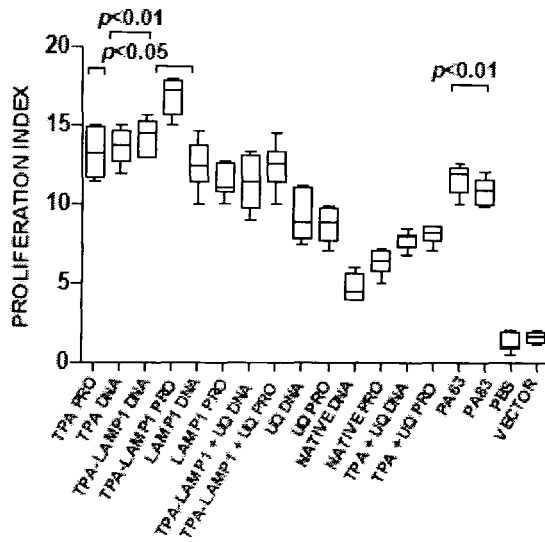 p<0.01
p<0.05
p<0.01
PROLIFERATION INDEX
20
15
10
5
0
TPA PRO
TPA DNA
TPA-LAMP1 DNA
TPA-LAMP1 PRO
LAMP1 DNA
LAMP1 PRO
TPA-LAMP1 + UQ DNA
TPA-LAMP1 + UQ PRO
UQ DNA
UQ PRO
NATIVE DNA
NATIVE PRO
TPA + UQ DNA
TPA + UQ PRO
PA63
PA83
PBS
VECTOR